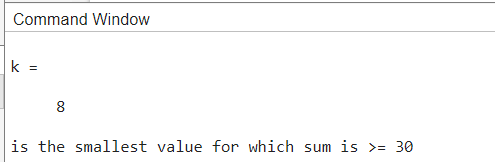 Command Window
k =
8
is the smallest value for which sum is >= 30